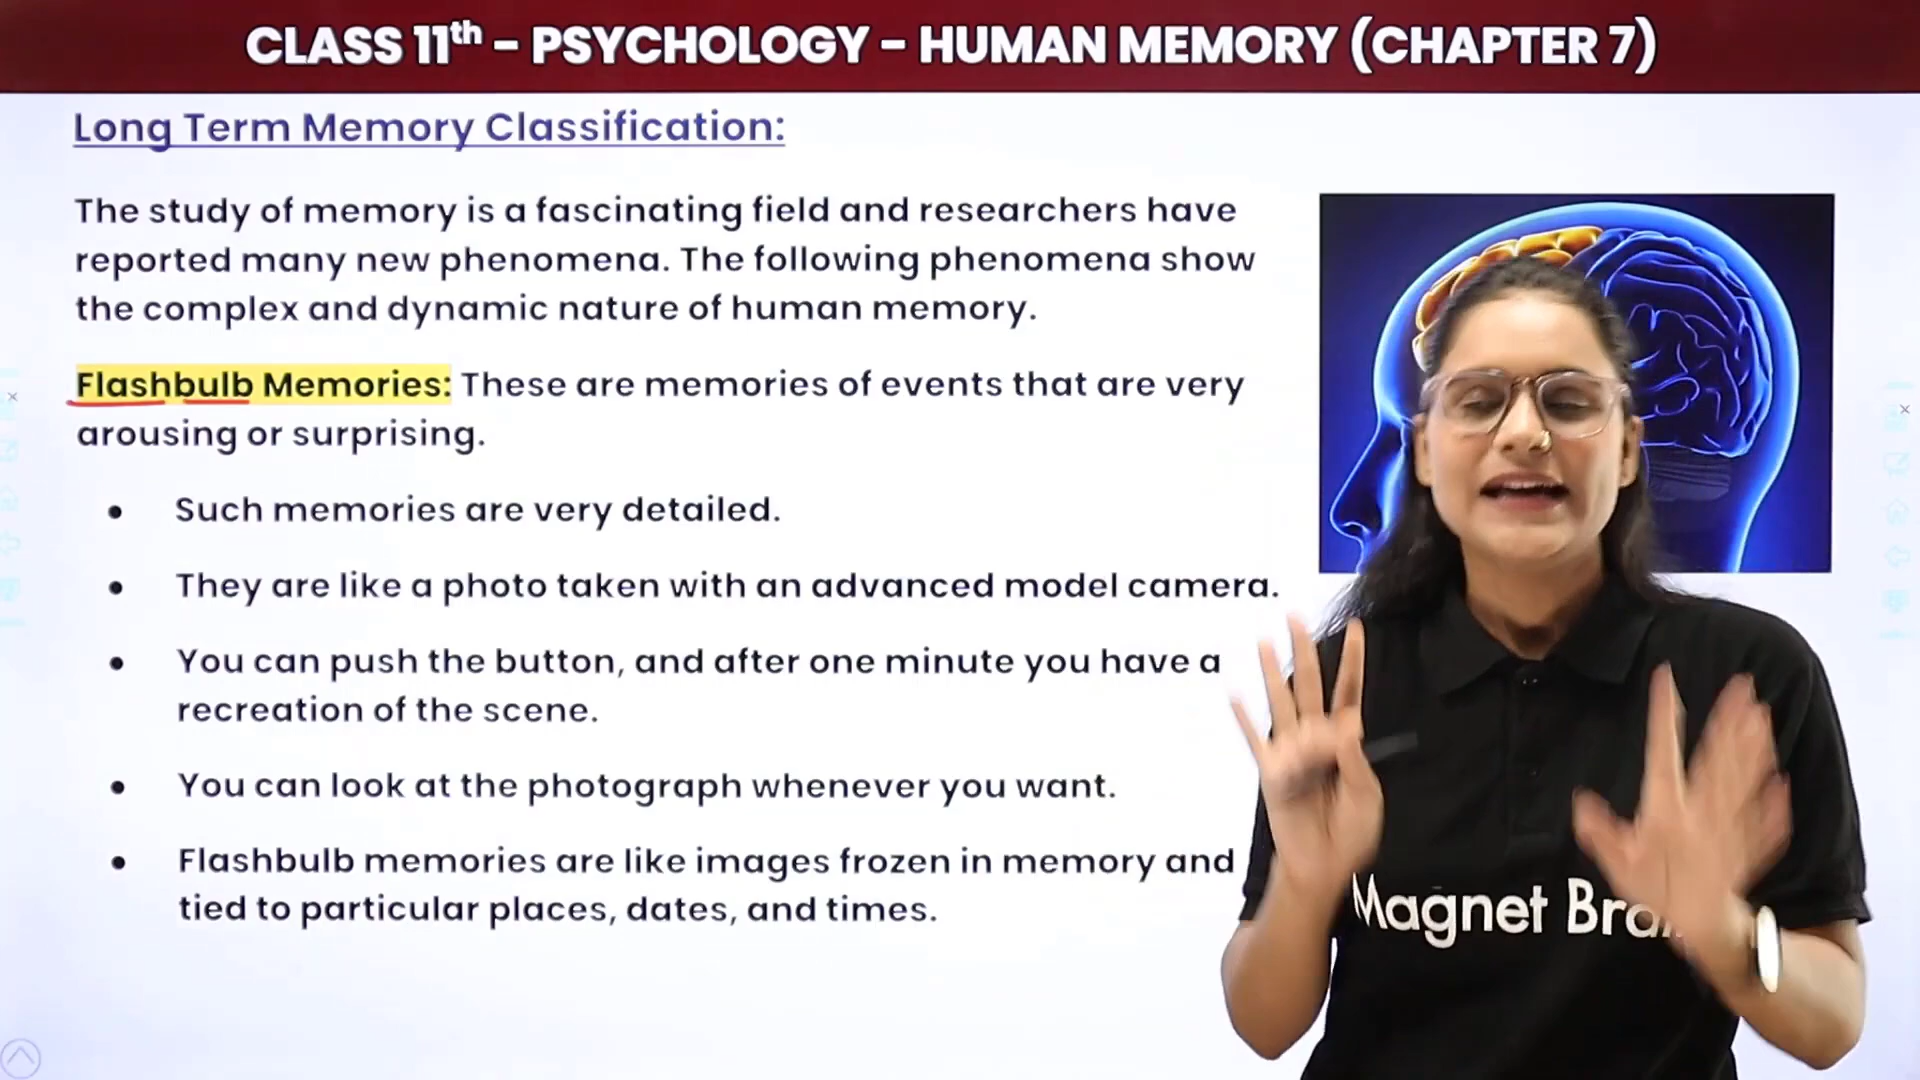 CLASS 11th – PSYCHOLOGY – HUMAN MEMORY (CHAPTER 7)
Long Term Memory Classification:
The study of memory is a fascinating field and researchers have
reported many new phenomena. The following phenomena show
the complex and dynamic nature of human memory.
Flashbulb Memories: These are memories of events that are very
arousing or surprising.
• Such memories are very detailed.
• They are like a photo taken with an advanced model camera.
• You can push the button, and after one minute you have a
recreation of the scene.
• You can look at the photograph whenever you want.
• Flashbulb memories are like images frozen in memory and
tied to particular places, dates, and times.
Magnet